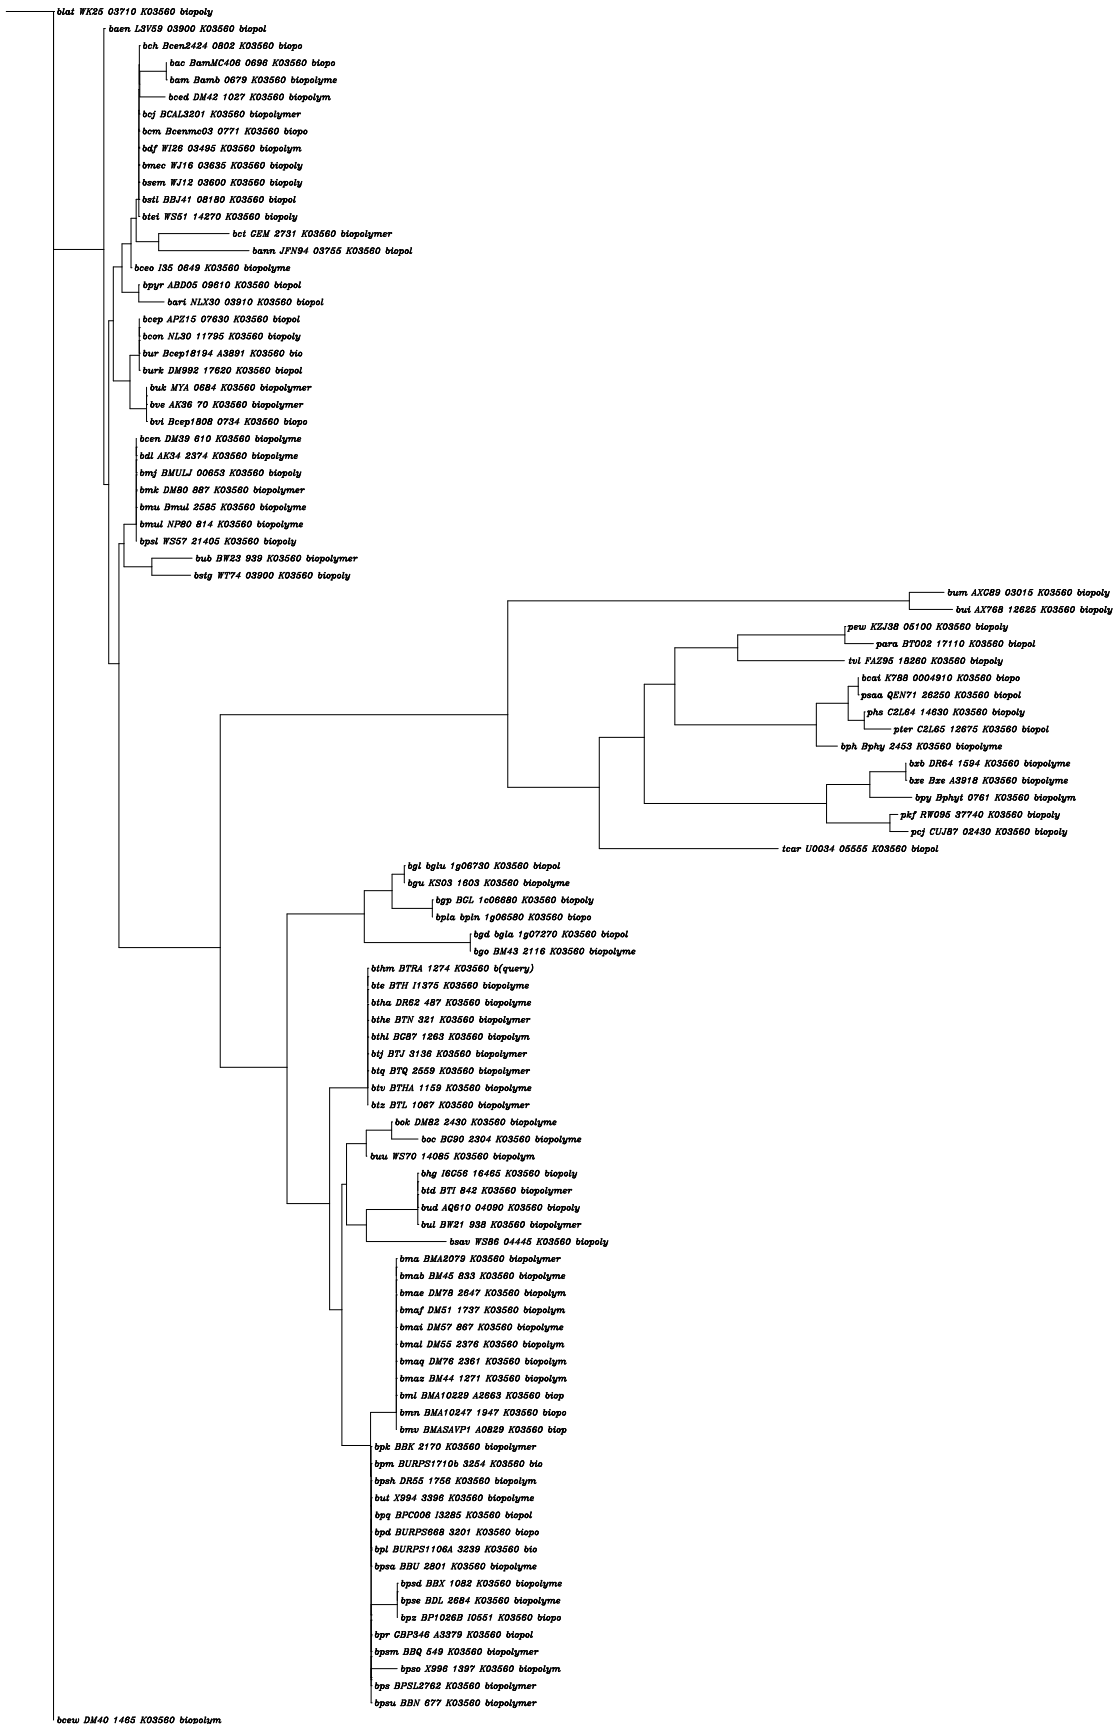 blat WK25 03710 K03560 biopoly
baen L3V59 03900 K03560 biopol
bch Bcen2424 0802 K03560 biopo
bac BamMC406 0696 K03560 biopo
bam Bamb 0679 K03560 biopolyme
bced DM42 1027 K03560 biopolym
bcj BCAL3201 K03560 biopolymer
bcm Bcenmc03 0771 K03560 biopo
bdf WI26 03495 K03560 biopolym
bmec WJ16 03635 K03560 biopoly
bsem WJ12 03600 K03560 biopoly
bstl BBJ41 08180 K03560 biopol
btei WS51 14270 K03560 biopoly
bct GEM 2731 K03560 biopolymer
bann JFN94 03755 K03560 biopol
bceo I35 0649 K03560 biopolyme
bpyr ABD05 09610 K03560 biopol
bari NLX30 03910 K03560 biopol
bcep APZ15 07630 K03560 biopol
bcon NL30 11795 K03560 biopoly
bur Bcep18194 A3891 K03560 bio
burk DM992 17620 K03560 biopol
buk MYA 0684 K03560 biopolymer
bve AK36 70 K03560 biopolymer
bvi Bcep1808 0734 K03560 biopo
bcen DM39 610 K03560 biopolyme
bdl AK34 2374 K03560 biopolyme
bmj BMULJ 00653 K03560 biopoly
bmk DM80 887 K03560 biopolymer
bmu Bmul 2585 K03560 biopolyme
bmul NP80 814 K03560 biopolyme
bpsl WS57 21405 K03560 biopoly
bub BW23 939 K03560 biopolymer
bstg WT74 03900 K03560 biopoly
bum AXG89 03015 K03560 biopoly
bui AX768 12625 K03560 biopoly
pew KZJ38 05100 K03560 biopoly
para BTO02 17110 K03560 biopol
tvl FAZ95 18260 K03560 biopoly
bcai K788 0004910 K03560 biopo
psaa QEN71 26250 K03560 biopol
phs C2L64 14630 K03560 biopoly
pter C2L65 12675 K03560 biopol
bph Bphy 2453 K03560 biopolyme
bxb DR64 1594 K03560 biopolyme
bxe Bxe A3918 K03560 biopolyme
bpy Bphyt 0761 K03560 biopolym
pkf RW095 37740 K03560 biopoly
pcj CUJ87 02430 K03560 biopoly
tcar U0034 05555 K03560 biopol
bgl bglu 1g06730 K03560 biopol
bgu KS03 1603 K03560 biopolyme
bgp BGL 1c06680 K03560 biopoly
bpla bpln 1g06580 K03560 biopo
bgd bgla 1g07270 K03560 biopol
bgo BM43 2116 K03560 biopolyme
bthm BTRA 1274 K03560 b(query)
bte BTH I1375 K03560 biopolyme
btha DR62 487 K03560 biopolyme
bthe BTN 321 K03560 biopolymer
bthl BG87 1263 K03560 biopolym
btj BTJ 3136 K03560 biopolymer
btq BTQ 2559 K03560 biopolymer
btv BTHA 1159 K03560 biopolyme
btz BTL 1067 K03560 biopolymer
bok DM82 2430 K03560 biopolyme
boc BG90 2304 K03560 biopolyme
buu WS70 14085 K03560 biopolym
bhg I6G56 16465 K03560 biopoly
btd BTI 842 K03560 biopolymer
bud AQ610 04090 K03560 biopoly
bul BW21 938 K03560 biopolymer
bsav WS86 04445 K03560 biopoly
bma BMA2079 K03560 biopolymer
bmab BM45 833 K03560 biopolyme
bmae DM78 2647 K03560 biopolym
bmaf DM51 1737 K03560 biopolym
bmai DM57 867 K03560 biopolyme
bmal DM55 2376 K03560 biopolym
bmaq DM76 2361 K03560 biopolym
bmaz BM44 1271 K03560 biopolym
bml BMA10229 A2663 K03560 biop
bmn BMA10247 1947 K03560 biopo
bmv BMASAVP1 A0829 K03560 biop
bpk BBK 2170 K03560 biopolymer
bpm BURPS1710b 3254 K03560 bio
bpsh DR55 1756 K03560 biopolym
but X994 3396 K03560 biopolyme
bpq BPC006 I3285 K03560 biopol
bpd BURPS668 3201 K03560 biopo
bpl BURPS1106A 3239 K03560 bio
bpsa BBU 2801 K03560 biopolyme
bpsd BBX 1082 K03560 biopolyme
bpse BDL 2684 K03560 biopolyme
bpz BP1026B I0551 K03560 biopo
bpr GBP346 A3379 K03560 biopol
bpsm BBQ 549 K03560 biopolymer
bpso X996 1397 K03560 biopolym
bps BPSL2762 K03560 biopolymer
bpsu BBN 677 K03560 biopolymer
bcew DM40 1465 K03560 biopolym